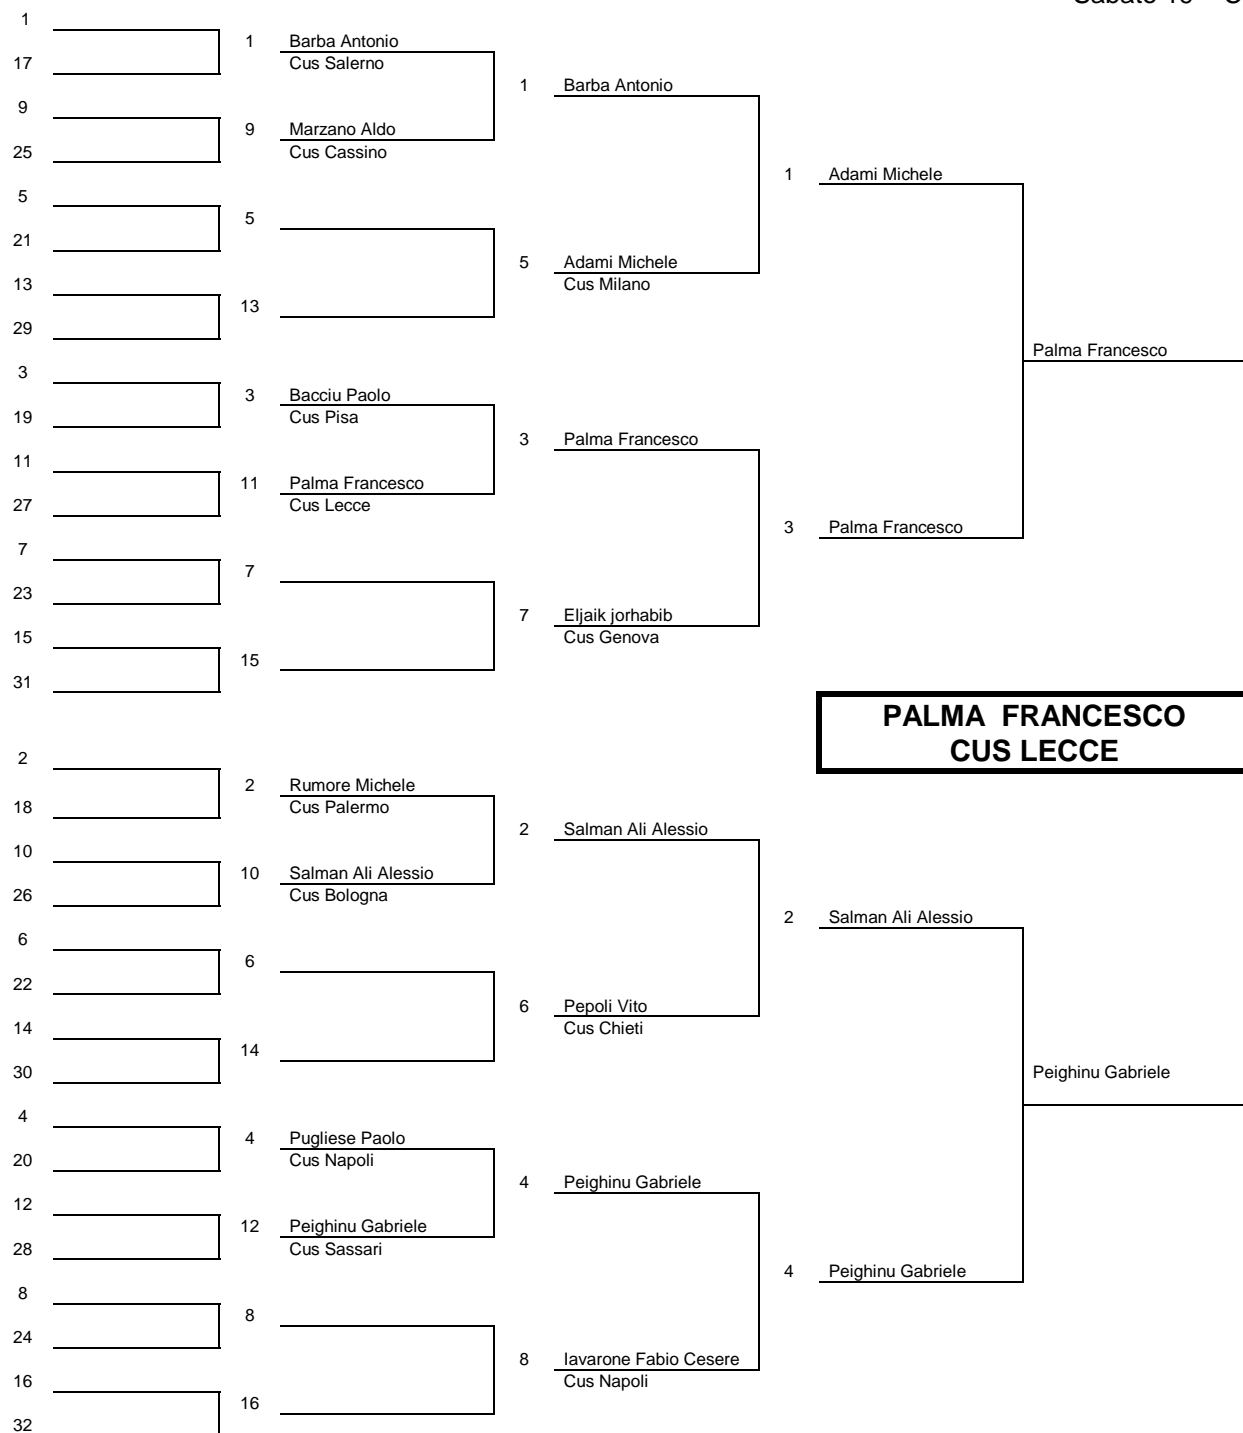 Sabato 10
1
17
9
25
5
21
13
29
3
19
11
27
7
23
15
31
1 Barba Antonio
Cus Salerno
9 Marzano Aldo
Cus Cassino
5
13
3 Bacciu Paolo
Cus Pisa
11 Palma Francesco
Cus Lecce
7
15
1 Barba Antonio
5 Adami Michele
Cus Milano
3 Palma Francesco
7 Eljaik jorhabib
Cus Genova
1 Adami Michele
3 Palma Francesco
Palma Francesco
PALMA FRANCESCO
CUS LECCE
2
18
10
26
6
22
14
30
4
20
12
28
8
24
16
32
2 Rumore Michele
Cus Palermo
10 Salman Ali Alessio
Cus Bologna
6
14
4 Pugliese Paolo
Cus Napoli
12 Peighinu Gabriele
Cus Sassari
8
16
2 Salman Ali Alessio
6 Pepoli Vito
Cus Chieti
4 Peighinu Gabriele
8 Iavarone Fabio Cesere
Cus Napoli
2 Salman Ali Alessio
4 Peighinu Gabriele
Peighinu Gabriele